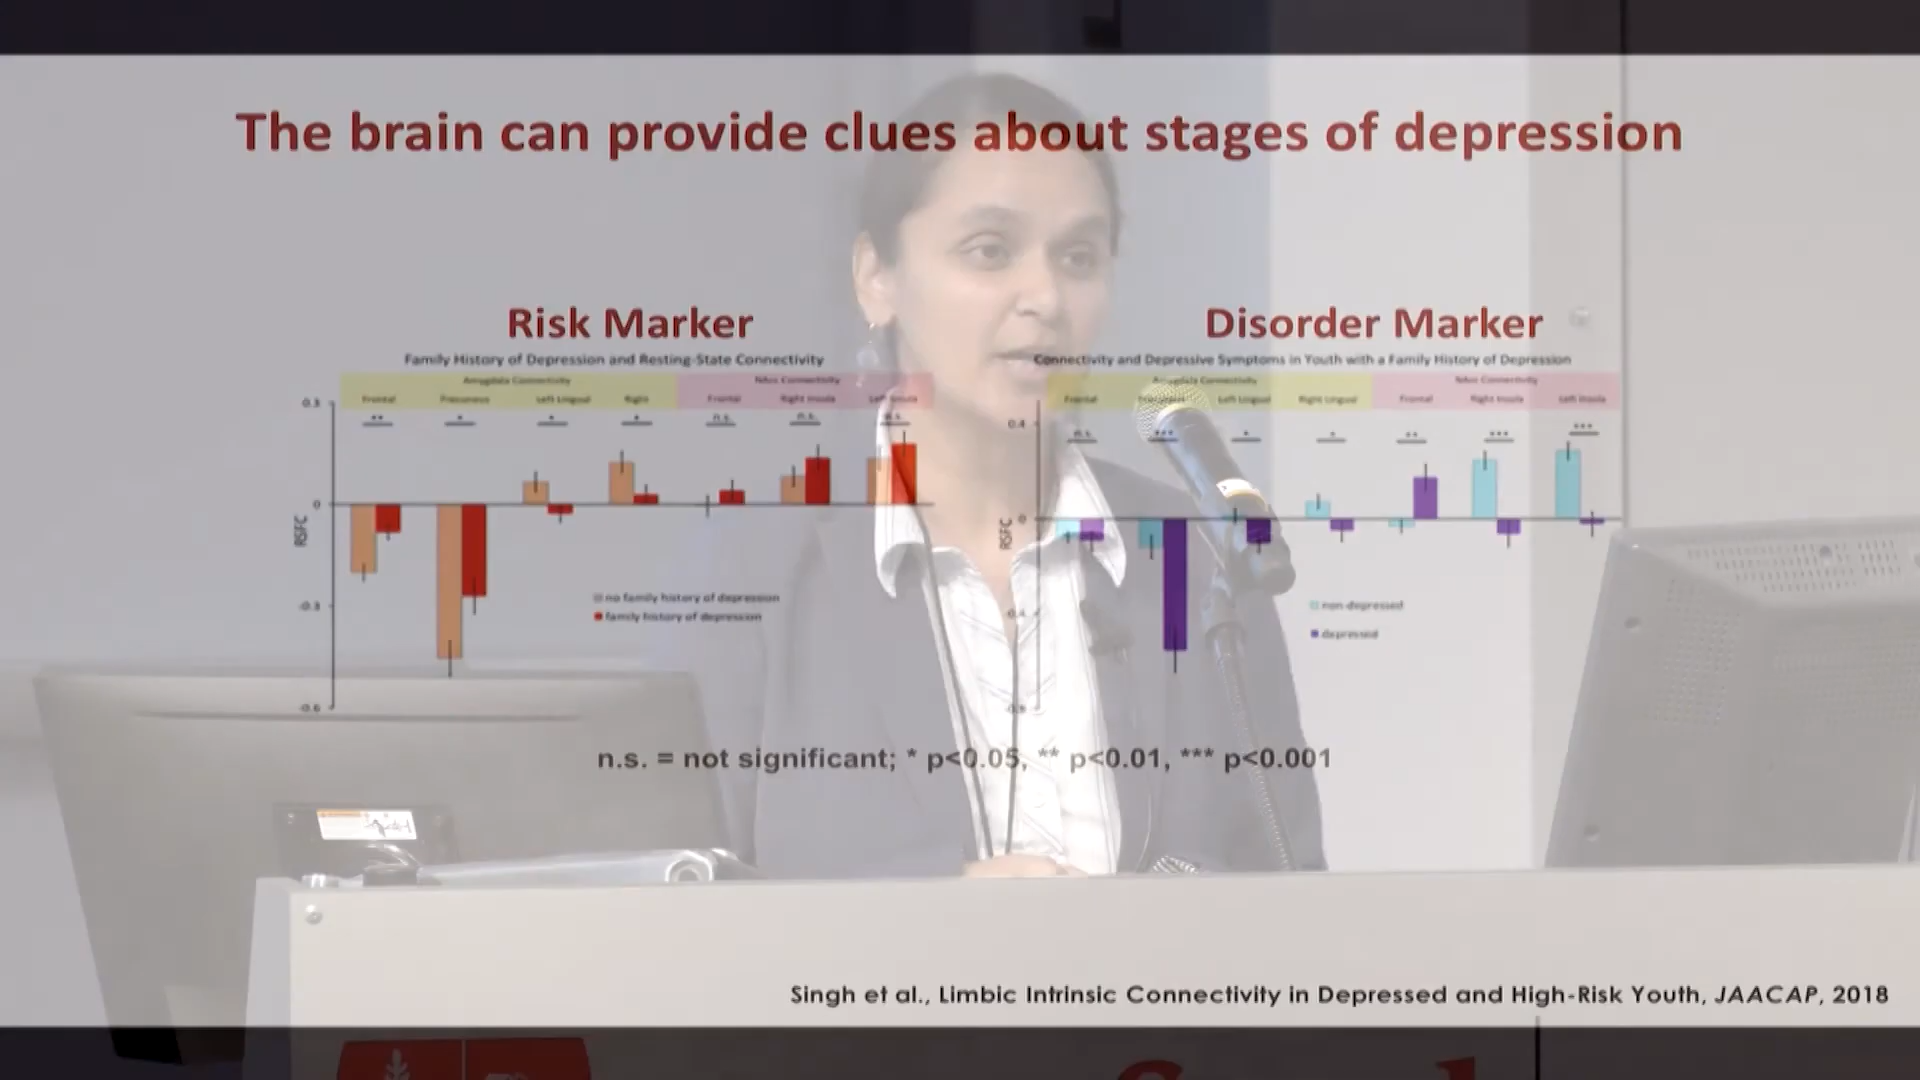 The brain can provide clues about stages of depression
Risk Marker
Family History of Depression and Resting-State Connectivity
Amygdala Connectivity
NAcc Connectivity
Frontal
Precuneus
Left Lingual
Right
Frontal
Right Insula
Left Insula
0.3
** * * * n.s. n.s. n.s.
0
RSFC
-0.3
-0.6
no family history of depression
family history of depression
Disorder Marker
Connectivity and Depressive Symptoms in Youth with a Family History of Depression
Amygdala Connectivity
NAcc Connectivity
Frontal
Precuneus
Left Lingual
Right Lingual
Frontal
Right Insula
Left Insula
0.4
n.s. *** * * ** *** ***
0
RSFC
-0.4
-0.8
non-depressed
depressed
n.s. = not significant; * p<0.05, ** p<0.01, *** p<0.001
Singh et al., Limbic Intrinsic Connectivity in Depressed and High-Risk Youth, JAACAP, 2018